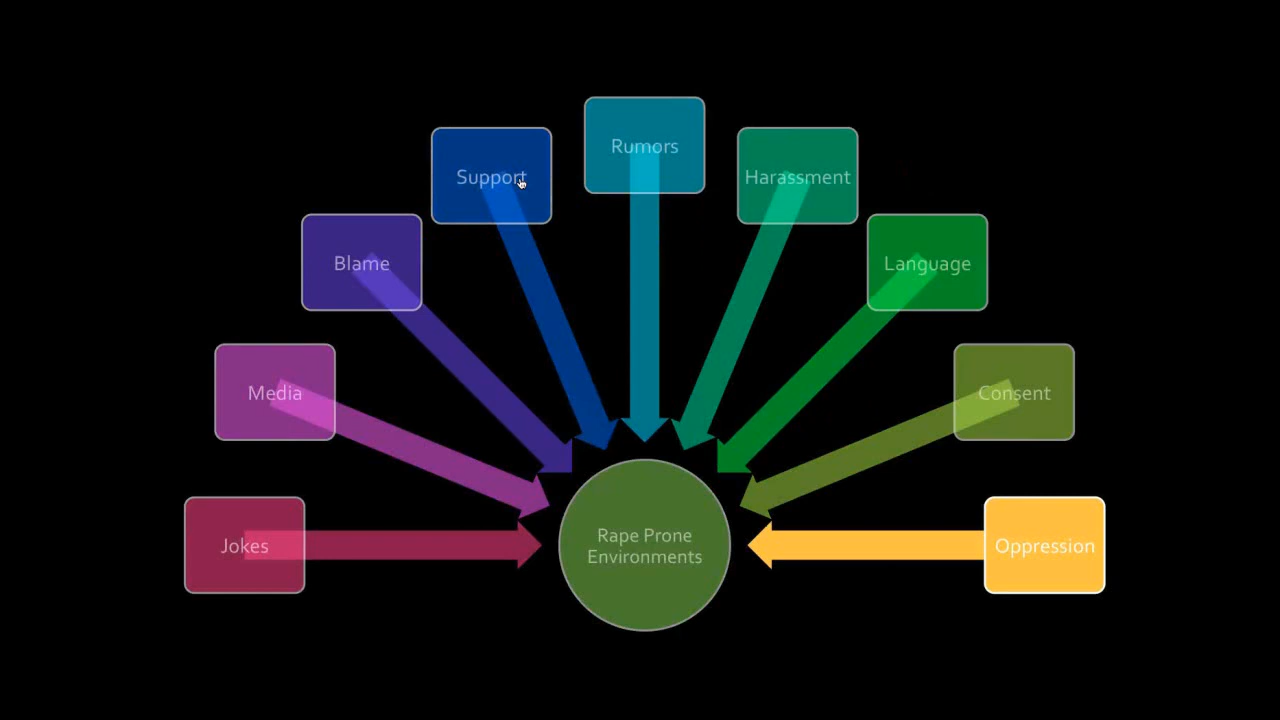 Rumors
Support
Harassment
Blame
Language
Media
Consent
Jokes
Rape Prone
Environments
Oppression